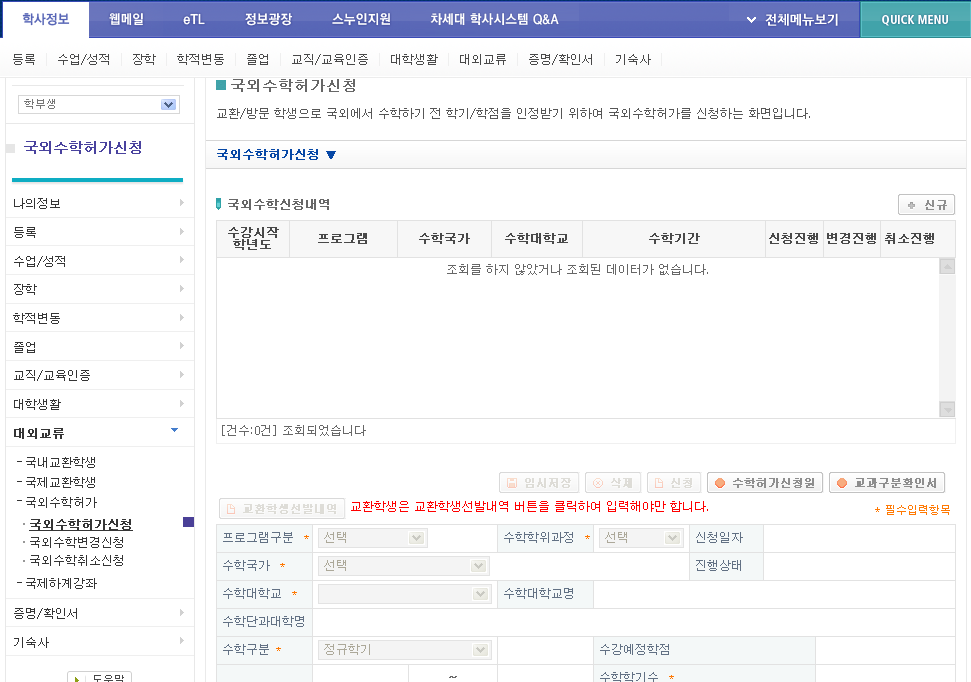 학사정보 웹메일 eTL 정보광장 스누인지원 차세대 학사시스템 Q&A 전체메뉴보기 QUICK MENU
등록 수업/성적 장학 학적변동 졸업 교직/교육인증 대학생활 대외교류 증명/확인서 기숙사
학부생
국외수학허가신청
나의정보
등록
수업/성적
장학
학적변동
졸업
교직/교육인증
대학생활
대외교류
- 국내교환학생
- 국제교환학생
- 국외수학허가
· 국외수학허가신청
· 국외수학변경신청
· 국외수학취소신청
- 국제하계강좌
증명/확인서
기숙사
도움말
국외수학허가신청
교환/방문 학생으로 국외에서 수학하기 전 학기/학점을 인정받기 위하여 국외수학허가를 신청하는 화면입니다.
국외수학허가신청 ▼
국외수학신청내역
신규
수강시작학년도 프로그램 수학국가 수학대학교 수학기간 신청진행 변경진행 취소진행
조회를 하지 않았거나 조회된 데이터가 없습니다.
[건수:0건] 조회되었습니다
임시저장 삭제 신청 수학허가신청원 교과구분확인서
교환학생선발내역 교환학생은 교환학생선발내역 버튼을 클릭하여 입력해야만 합니다.
* 필수입력항목
프로그램구분 * 선택 수학학위과정 * 선택 신청일자
수학국가 * 선택 진행상태
수학대학교 * 수학대학교명
수학단과대학명
수학구분 * 정규학기 수강예정학점
~ 수학학기수 *